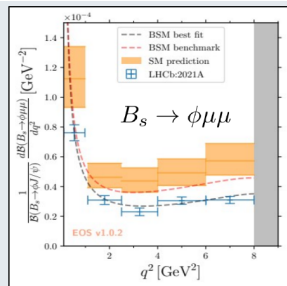 ×10⁻⁴
1.4
1.2
1.0
0.8
0.6
0.4
0.2
0.0
1/𝓑(B_s→ϕJ/ψ) d𝓑(B_s→ϕμμ)/dq² [GeV⁻²]
BSM best fit
BSM benchmark
SM prediction
LHCb:2021A
B_s → ϕμμ
EOS v1.0.2
0 2 4 6 8
q² [GeV²]